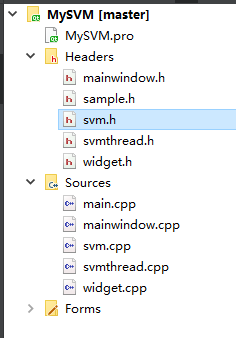 MySVM [master]
MySVM.pro
Headers
mainwindow.h
sample.h
svm.h
svmthread.h
widget.h
Sources
main.cpp
mainwindow.cpp
svm.cpp
svmthread.cpp
widget.cpp
Forms